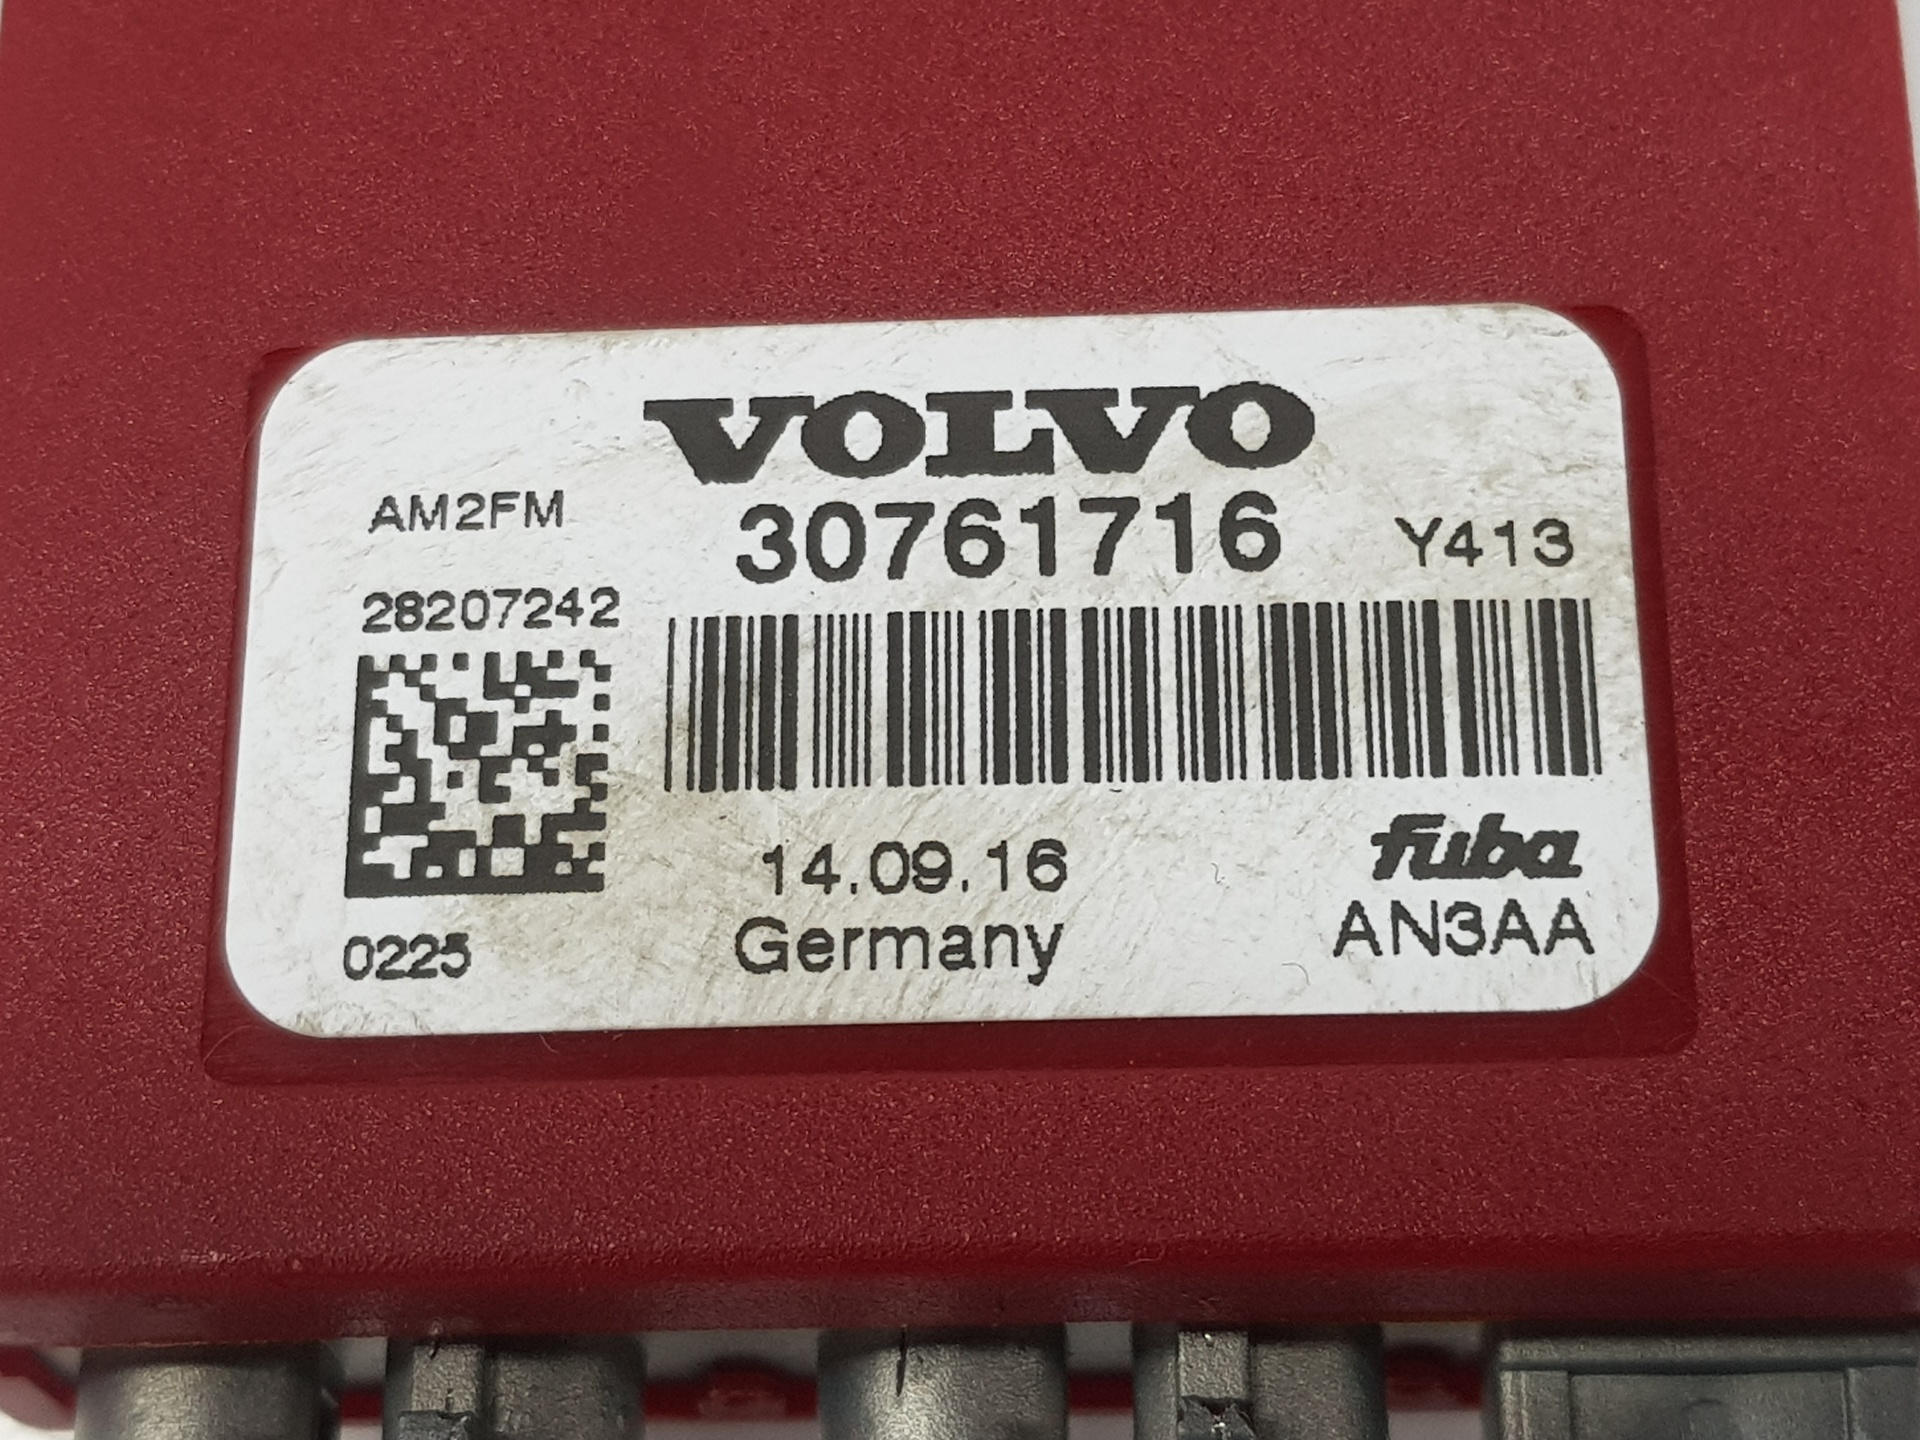 VOLVO
AM2FM
30761716
Y413
28207242
14.09.16
fuba
0225
Germany
AN3AA